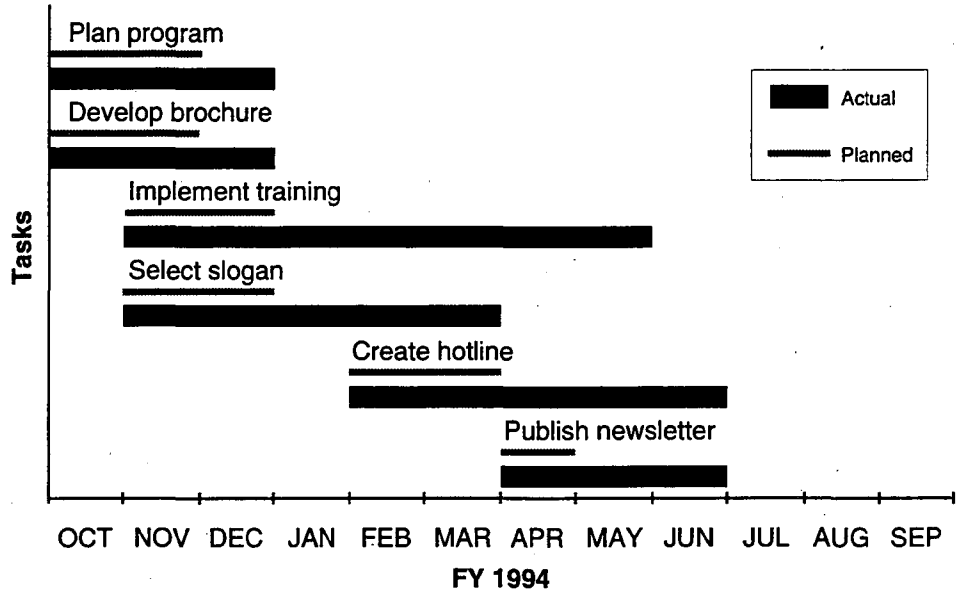 Plan program
Develop brochure
Implement training
Select slogan
Create hotline
Publish newsletter
Actual
Planned
Tasks
OCT NOV DEC JAN FEB MAR APR MAY JUN JUL AUG SEP
FY 1994